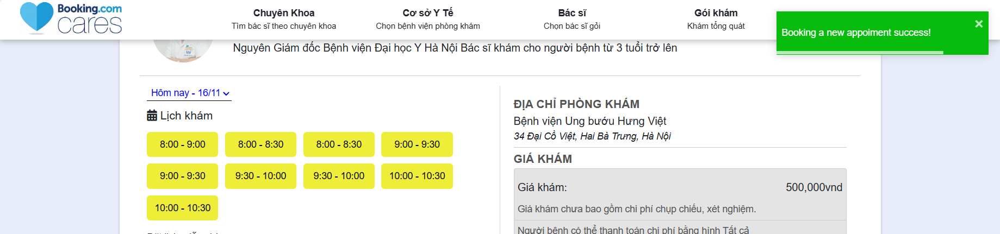 Booking.com
cares
Chuyên Khoa
Tìm bác sĩ theo chuyên khoa
Cơ sở Y Tế
Chọn bệnh viện phòng khám
Bác sĩ
Chọn bác sĩ gỏi
Gói khám
Khám tổng quát
Booking a new appoiment success!
Nguyên Giám đốc Bệnh viện Đại học Y Hà Nội Bác sĩ khám cho người bệnh từ 3 tuổi trở lên
Hôm nay - 16/11
Lịch khám
8:00 - 9:00
8:00 - 8:30
8:00 - 8:30
9:00 - 9:30
9:00 - 9:30
9:30 - 10:00
9:30 - 10:00
10:00 - 10:30
10:00 - 10:30
ĐỊA CHỈ PHÒNG KHÁM
Bệnh viện Ung bướu Hưng Việt
34 Đại Cồ Việt, Hai Bà Trưng, Hà Nội
GIÁ KHÁM
Giá khám:
500,000vnd
Giá khám chưa bao gồm chi phí chụp chiếu, xét nghiệm.
Người bệnh có thể thanh toán chi phí bằng hình Tất cả